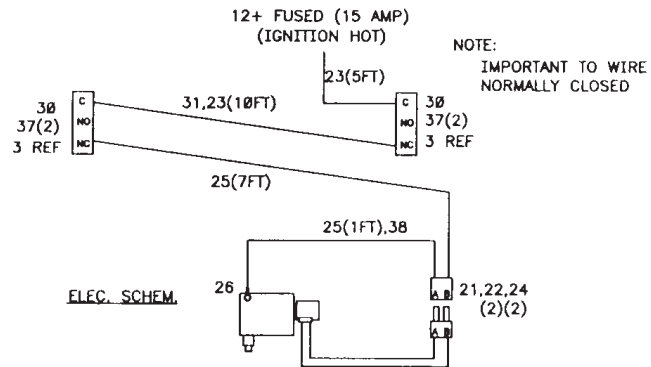 12+ FUSED (15 AMP)
(IGNITION HOT)
NOTE:
IMPORTANT TO WIRE
NORMALLY CLOSED
23(5FT)
30
37(2)
3 REF
C
NO
NC
31,23(10FT)
C
NO
NC
30
37(2)
3 REF
25(7FT)
25(1FT),38
ELEC. SCHEM.
26
A B
21,22,24
(2)(2)
A B